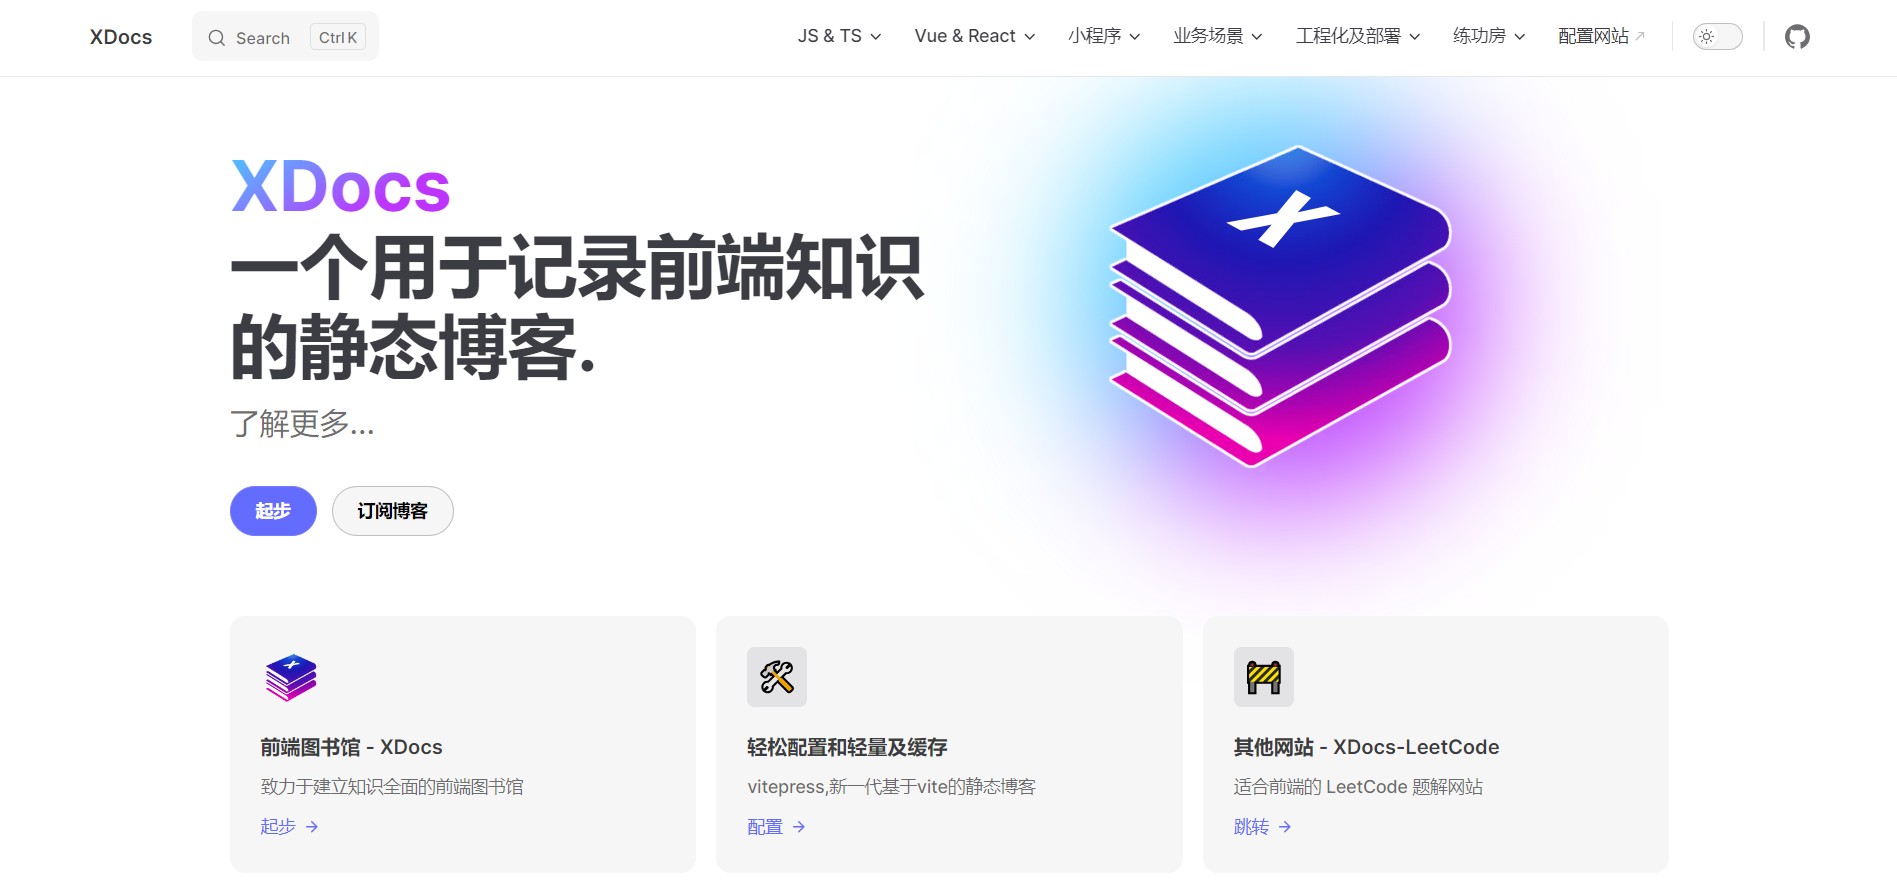 XDocs
Search Ctrl K
JS & TS
Vue & React
小程序
业务场景
工程化及部署
练功房
配置网站
XDocs
一个用于记录前端知识
的静态博客.
了解更多...
起步
订阅博客
X
X
前端图书馆 - XDocs
致力于建立知识全面的前端图书馆
起步
轻松配置和轻量及缓存
vitepress,新一代基于vite的静态博客
配置
其他网站 - XDocs-LeetCode
适合前端的 LeetCode 题解网站
跳转